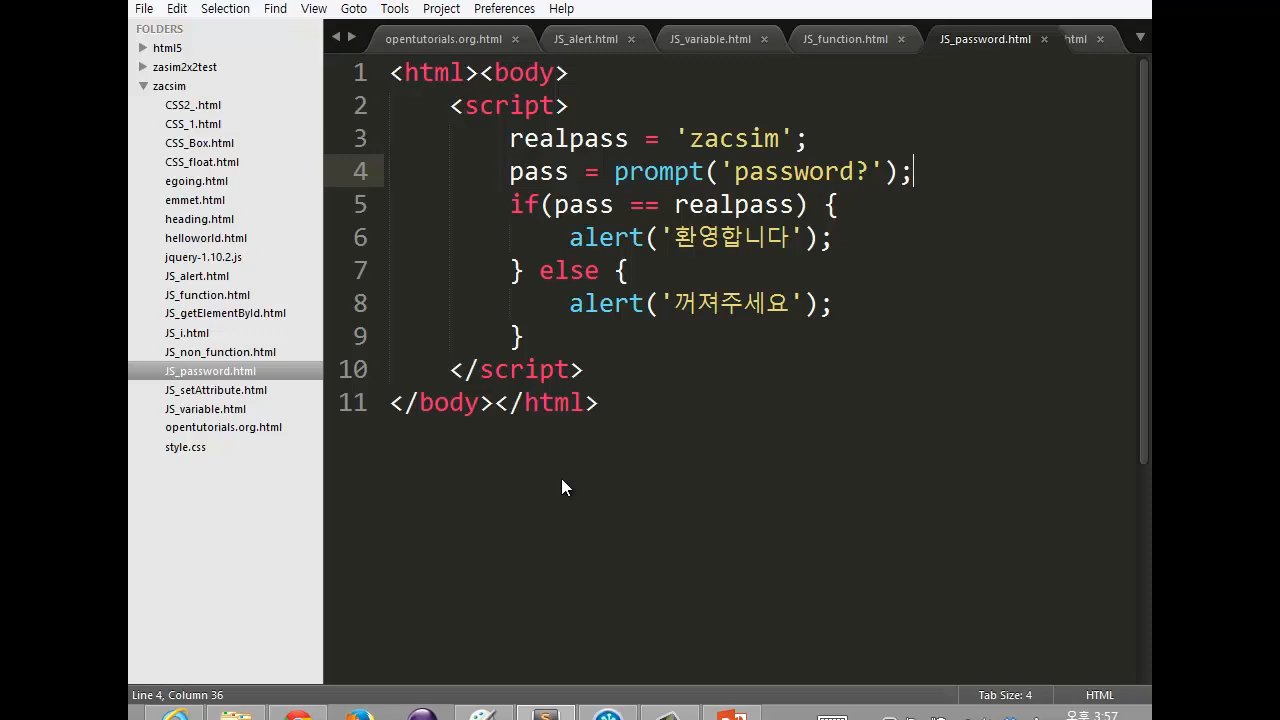 File Edit Selection Find View Goto Tools Project Preferences Help
FOLDERS
html5
zasim2x2test
zacsim
CSS2_.html
CSS_1.html
CSS_Box.html
CSS_float.html
egoing.html
emmet.html
heading.html
helloworld.html
jquery-1.10.2.js
JS_alert.html
JS_function.html
JS_getElementById.html
JS_i.html
JS_non_function.html
JS_password.html
JS_setAttribute.html
JS_variable.html
opentutorials.org.html
style.css
opentutorials.org.html × JS_alert.html × JS_variable.html × JS_function.html × JS_password.html × html ×
1 <html><body>
2 <script>
3 realpass = 'zacsim';
4 pass = prompt('password?');
5 if(pass == realpass) {
6 alert('환영합니다');
7 } else {
8 alert('꺼져주세요');
9 }
10 </script>
11 </body></html>
Line 4, Column 36 Tab Size: 4 HTML
오후 3:57